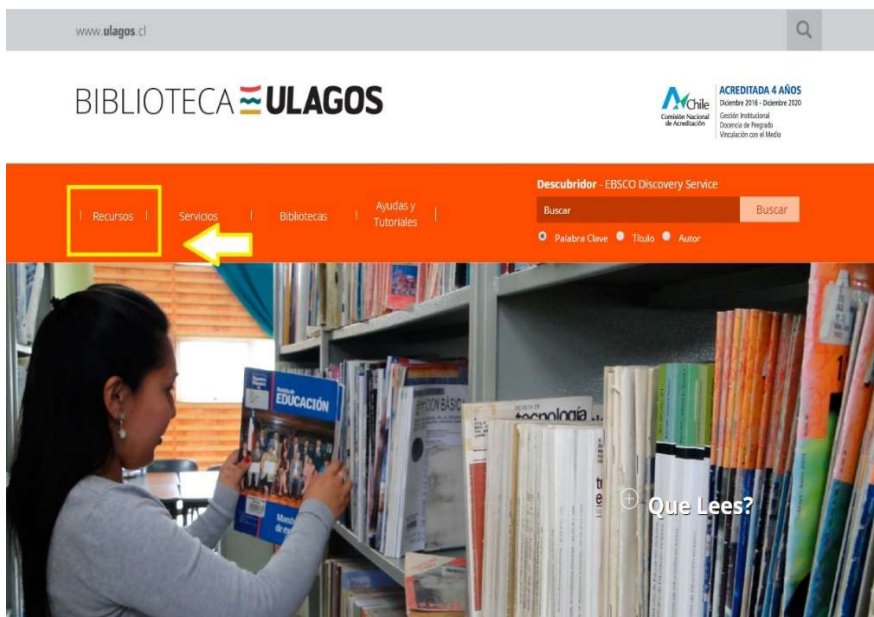 www.ulagos.cl
BIBLIOTECA ULAGOS
Chile
Comisión Nacional
de Acreditación
ACREDITADA 4 AÑOS
Diciembre 2016 - Diciembre 2020
Gestión Institucional
Docencia de Pregrado
Vinculación con el Medio
Recursos
Servicios
Bibliotecas
Ayudas y
Tutoriales
Descubridor - EBSCO Discovery Service
Buscar
Buscar
Palabra Clave
Título
Autor
EDUCACIÓN
tecnología
Que Lees?